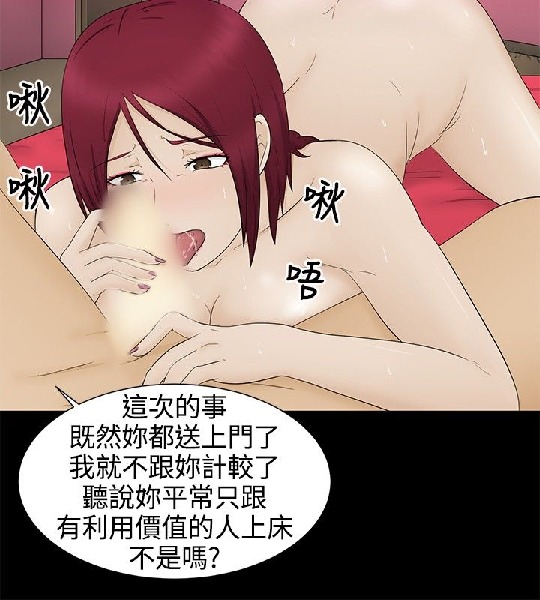 啾
啾
啾
唔
這次的事
既然妳都送上門了
我就不跟妳計較了
聽說妳平常只跟
有利用價值的人上床
不是嗎?